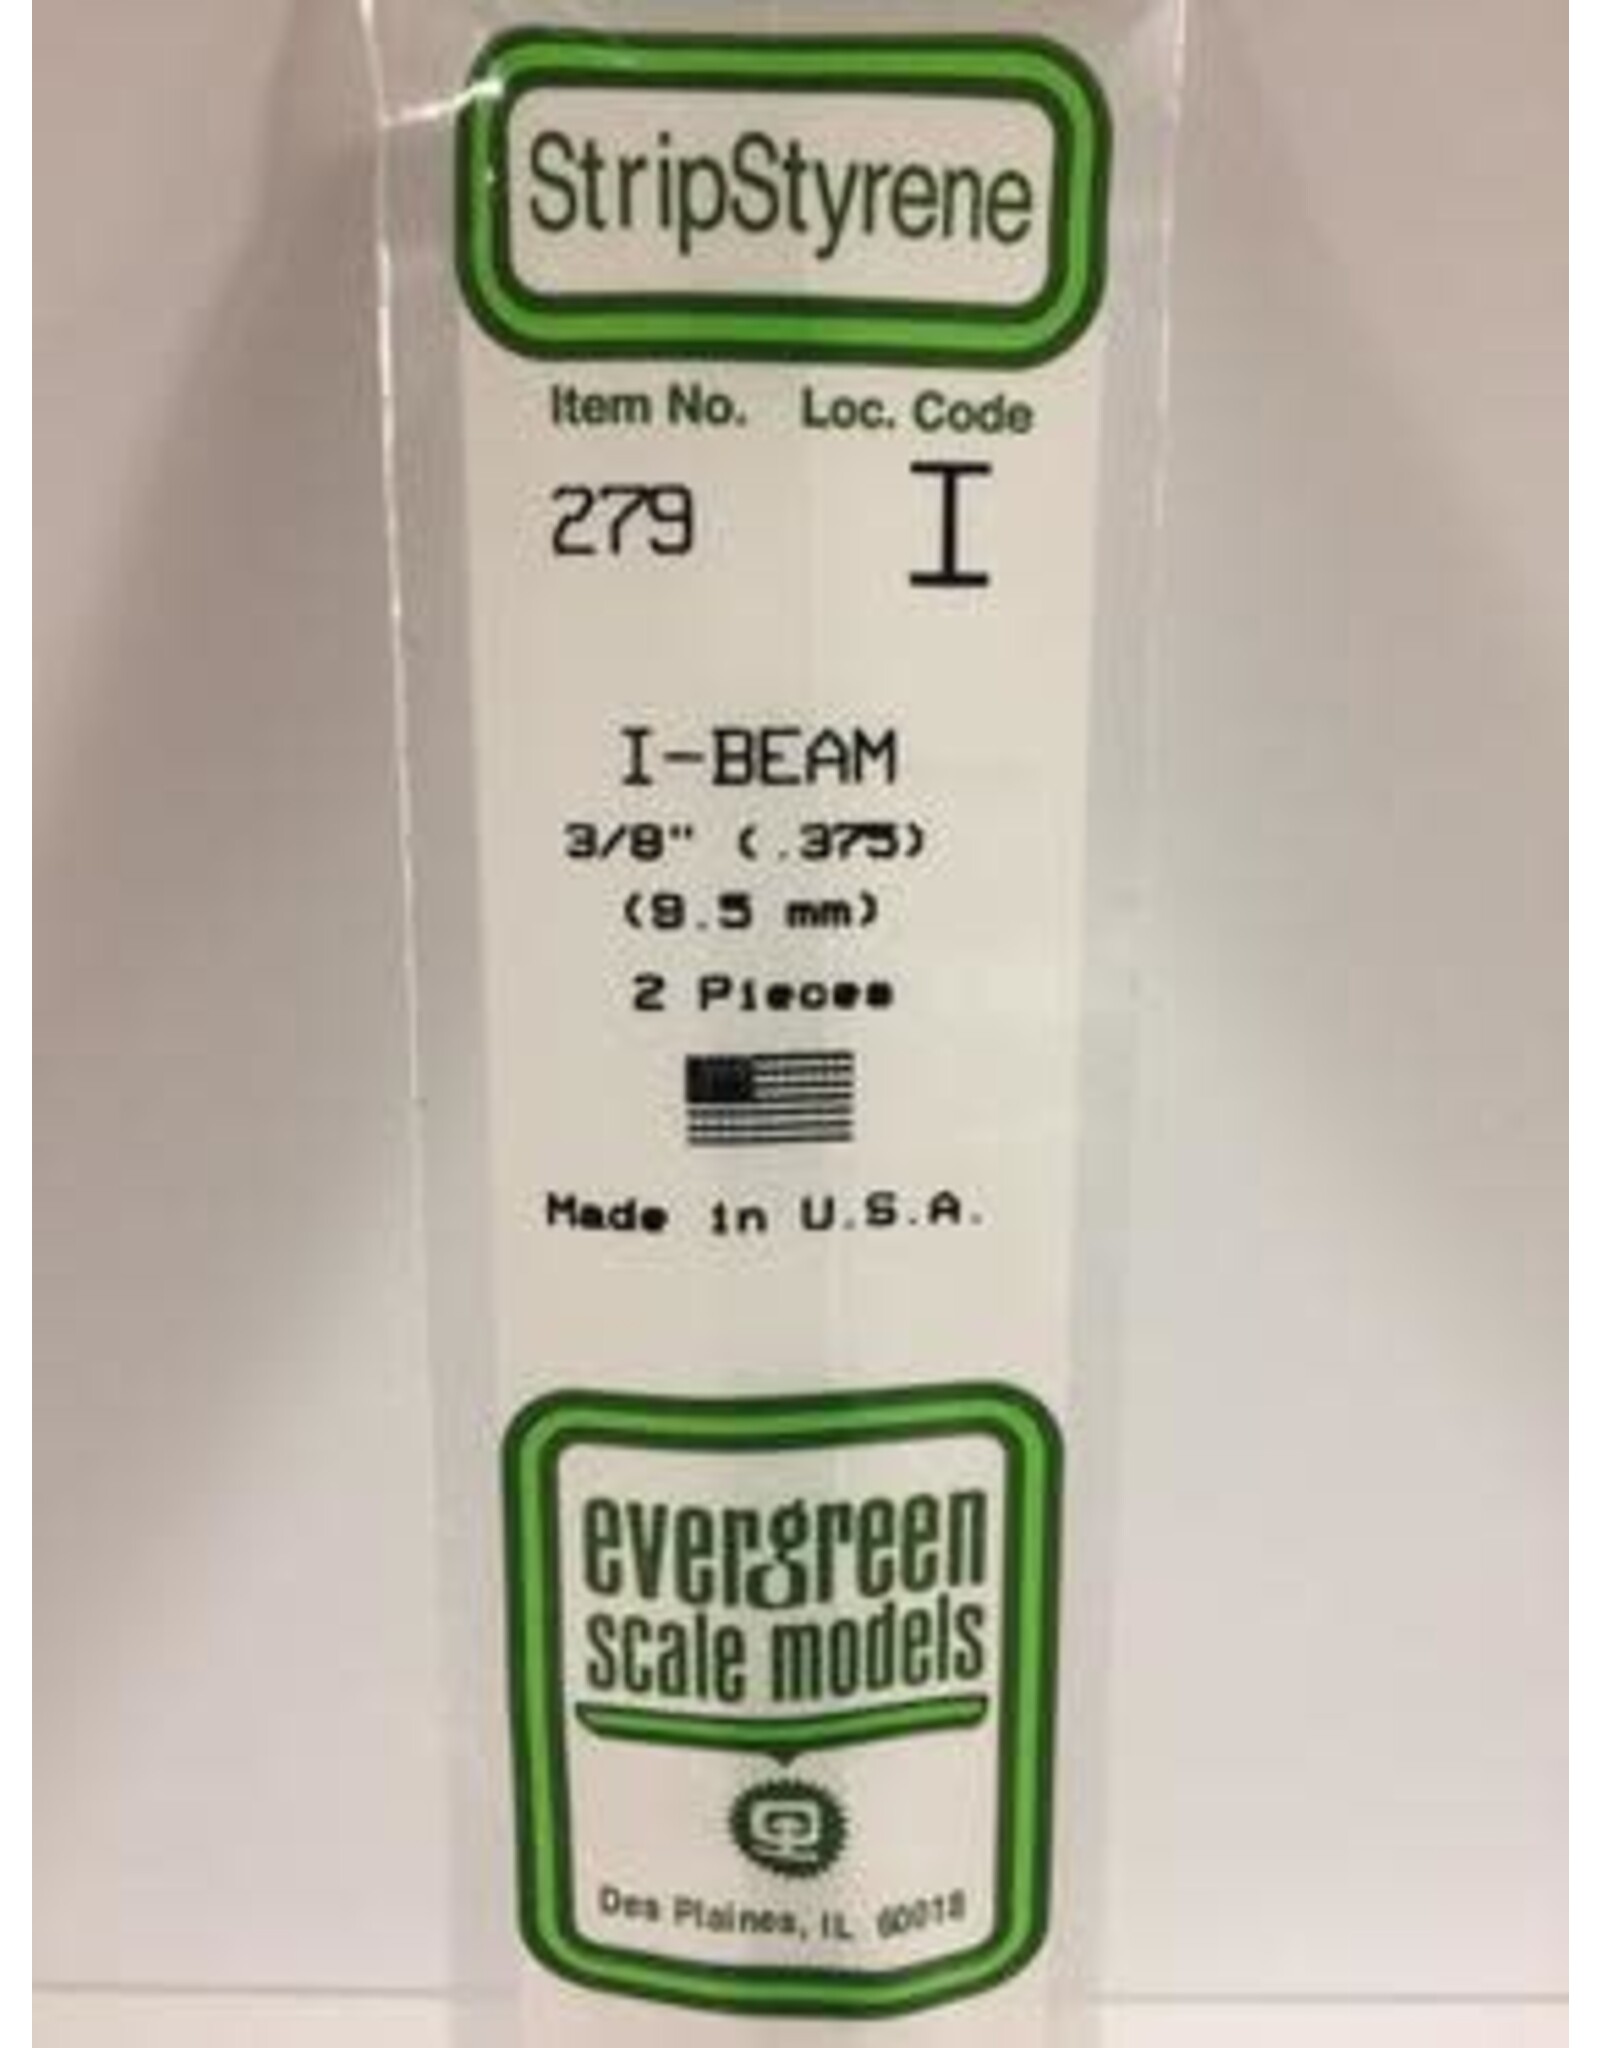 StripStyrene
Item No. Loc. Code
279 I
I-BEAM
3/8" (.375)
(9.5 mm)
2 Pieces
Made in U.S.A.
evergreen
scale models
Des Plaines, IL 60018